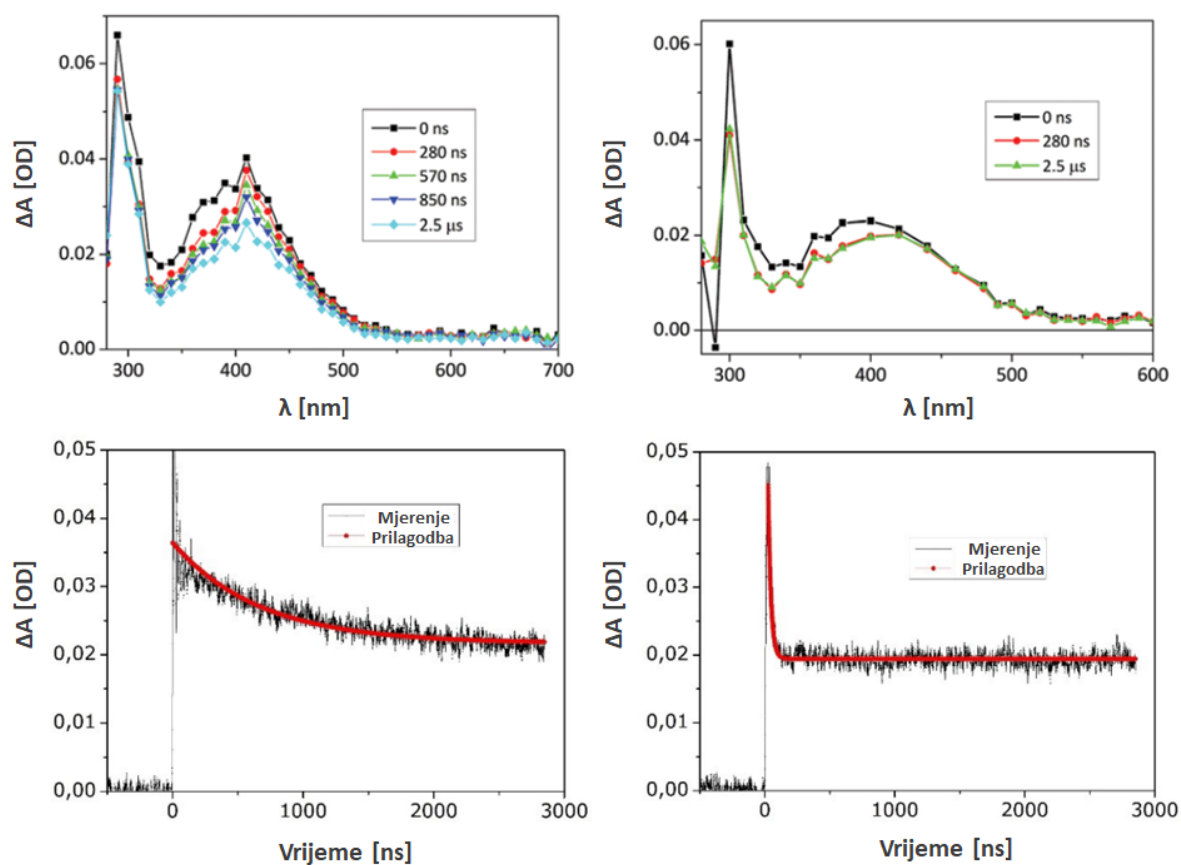 ΔA [OD]
0.06
0.04
0.02
0.00
0 ns
280 ns
570 ns
850 ns
2.5 μs
300
400
500
600
700
λ [nm]
ΔA [OD]
0.06
0.04
0.02
0.00
0 ns
280 ns
2.5 μs
300
400
500
600
λ [nm]
ΔA [OD]
0,05
0,04
0,03
0,02
0,01
0,00
Mjerenje
Prilagodba
0
1000
2000
3000
Vrijeme [ns]
ΔA [OD]
0,05
0,04
0,03
0,02
0,01
0,00
Mjerenje
Prilagodba
0
1000
2000
3000
Vrijeme [ns]